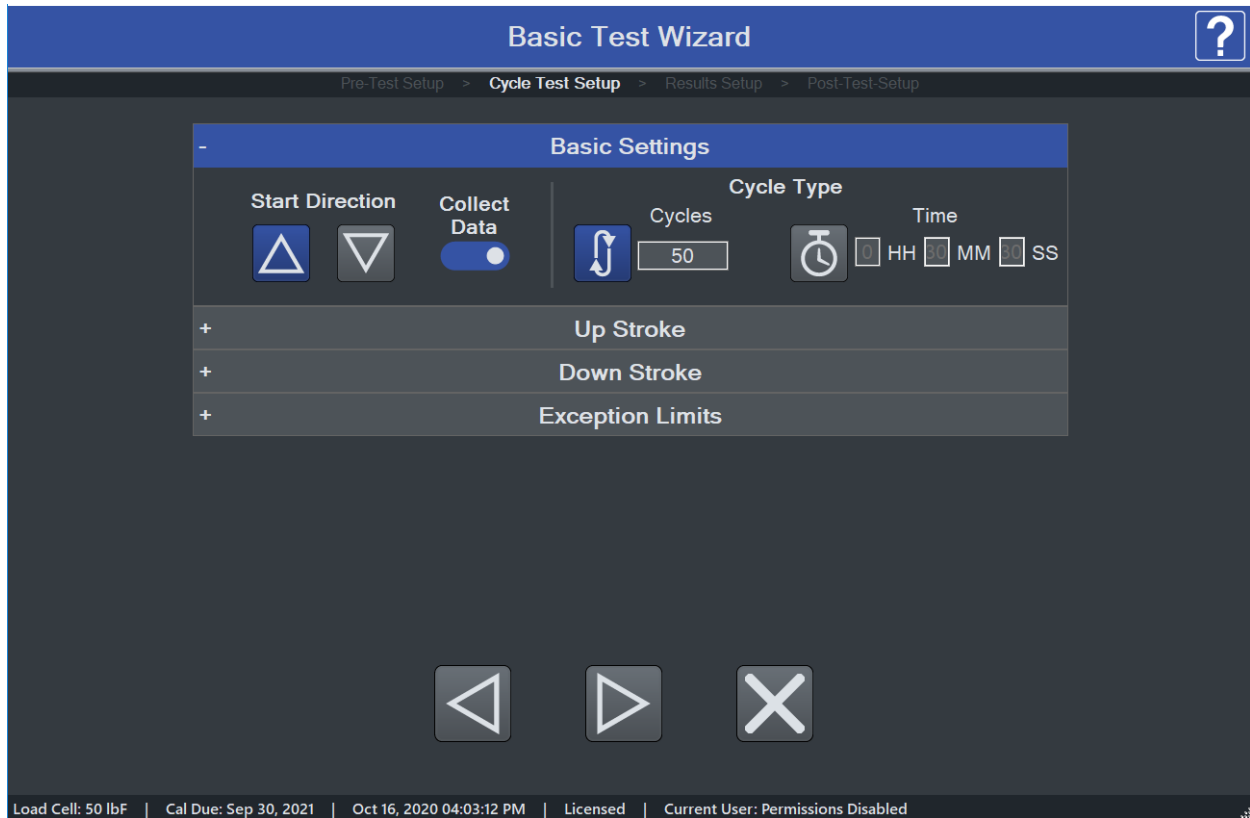 Basic Test Wizard
?
Pre-Test Setup > Cycle Test Setup > Results Setup > Post-Test-Setup
- Basic Settings
Start Direction
Collect Data
Cycle Type
Cycles
50
Time
0 HH 30 MM 30 SS
+ Up Stroke
+ Down Stroke
+ Exception Limits
Load Cell: 50 lbF | Cal Due: Sep 30, 2021 | Oct 16, 2020 04:03:12 PM | Licensed | Current User: Permissions Disabled